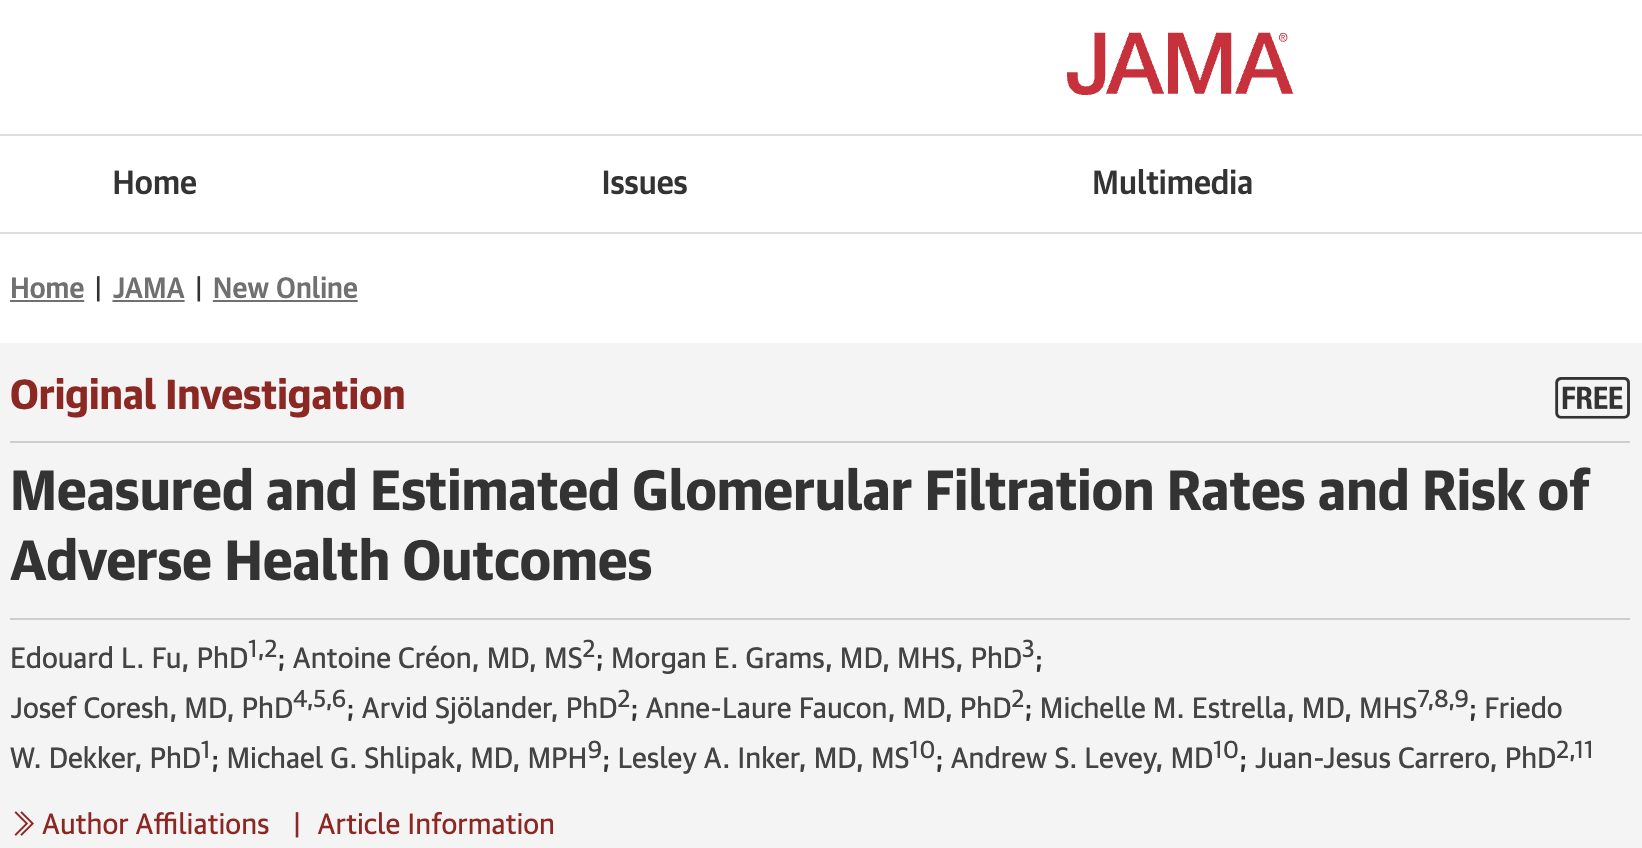 JAMA®
Home Issues Multimedia
Home | JAMA | New Online
Original Investigation FREE
Measured and Estimated Glomerular Filtration Rates and Risk of
Adverse Health Outcomes
Edouard L. Fu, PhD1,2; Antoine Créon, MD, MS2; Morgan E. Grams, MD, MHS, PhD3;
Josef Coresh, MD, PhD4,5,6; Arvid Sjölander, PhD2; Anne-Laure Faucon, MD, PhD2; Michelle M. Estrella, MD, MHS7,8,9; Friedo
W. Dekker, PhD1; Michael G. Shlipak, MD, MPH9; Lesley A. Inker, MD, MS10; Andrew S. Levey, MD10; Juan-Jesus Carrero, PhD2,11
Author Affiliations | Article Information